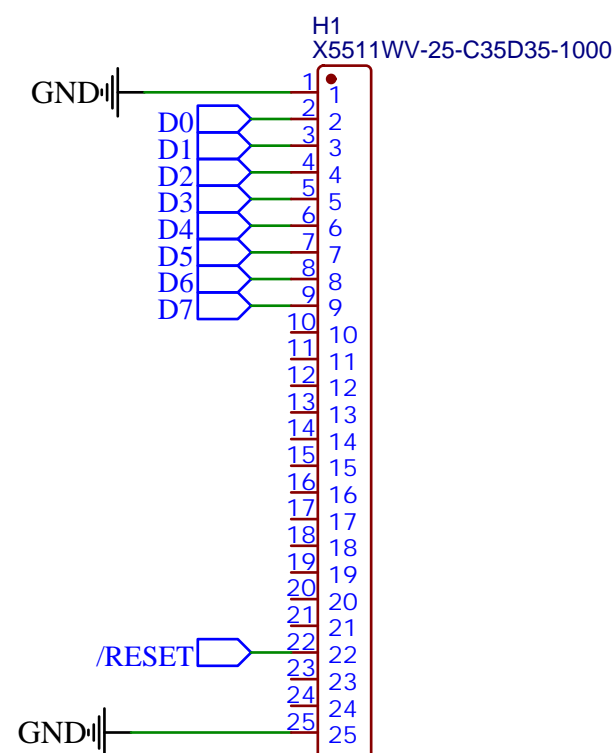 H1
X5511WV-25-C35D35-1000
GND 1 1
D0 2 2
D1 3 3
D2 4 4
D3 5 5
D4 6 6
D5 7 7
D6 8 8
D7 9 9
10 10
11 11
12 12
13 13
14 14
15 15
16 16
17 17
18 18
19 19
20 20
21 21
/RESET 22 22
23 23
24 24
GND 25 25